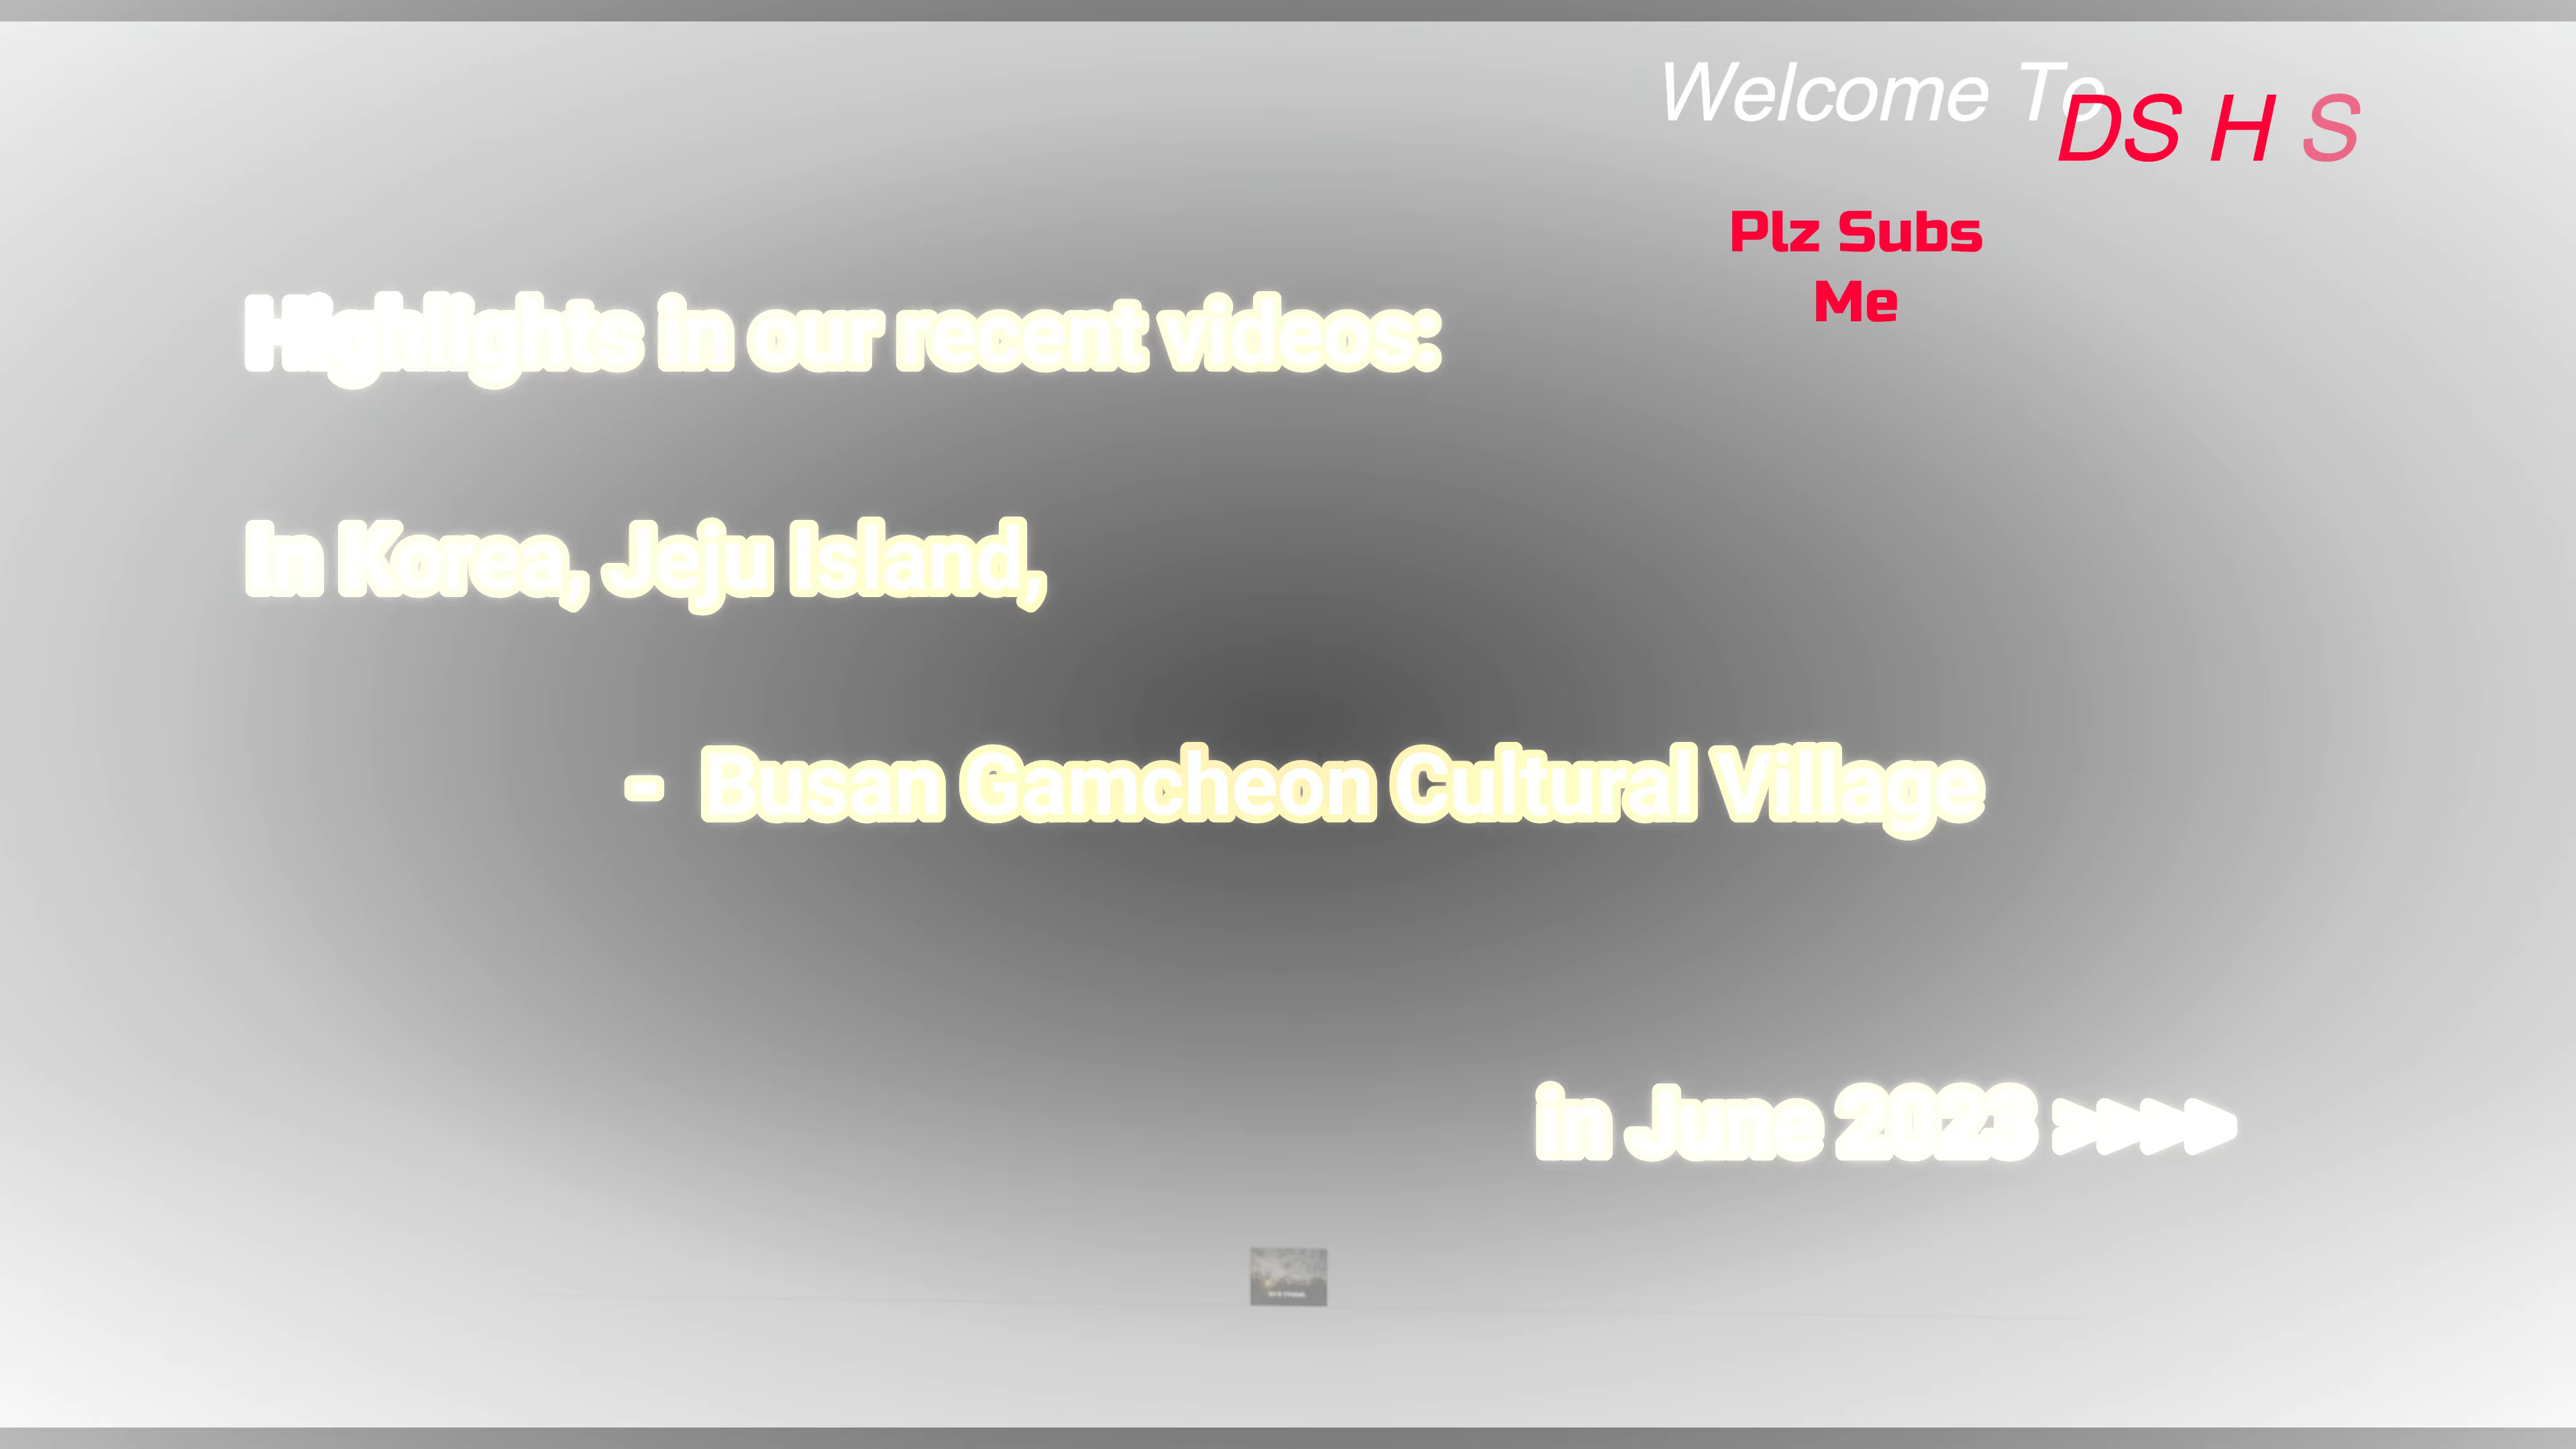 Welcome To
DS H S
Plz Subs
Me
Highlights in our recent videos:
In Korea, Jeju Island,
- Busan Gamcheon Cultural Village
in June 2023 >>>>